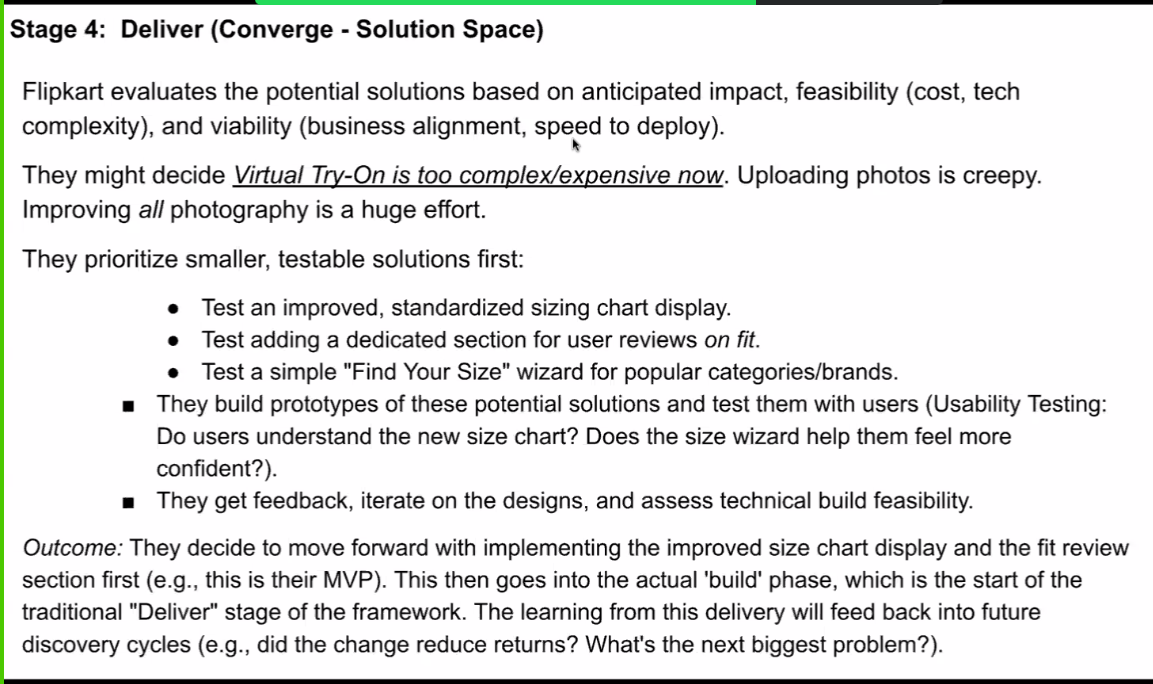 Stage 4:  Deliver (Converge - Solution Space)
Flipkart evaluates the potential solutions based on anticipated impact, feasibility (cost, tech
complexity), and viability (business alignment, speed to deploy).
They might decide Virtual Try-On is too complex/expensive now. Uploading photos is creepy.
Improving all photography is a huge effort.
They prioritize smaller, testable solutions first:
● Test an improved, standardized sizing chart display.
● Test adding a dedicated section for user reviews on fit.
● Test a simple "Find Your Size" wizard for popular categories/brands.
■ They build prototypes of these potential solutions and test them with users (Usability Testing:
Do users understand the new size chart? Does the size wizard help them feel more
confident?).
■ They get feedback, iterate on the designs, and assess technical build feasibility.
Outcome: They decide to move forward with implementing the improved size chart display and the fit review
section first (e.g., this is their MVP). This then goes into the actual 'build' phase, which is the start of the
traditional "Deliver" stage of the framework. The learning from this delivery will feed back into future
discovery cycles (e.g., did the change reduce returns? What's the next biggest problem?).